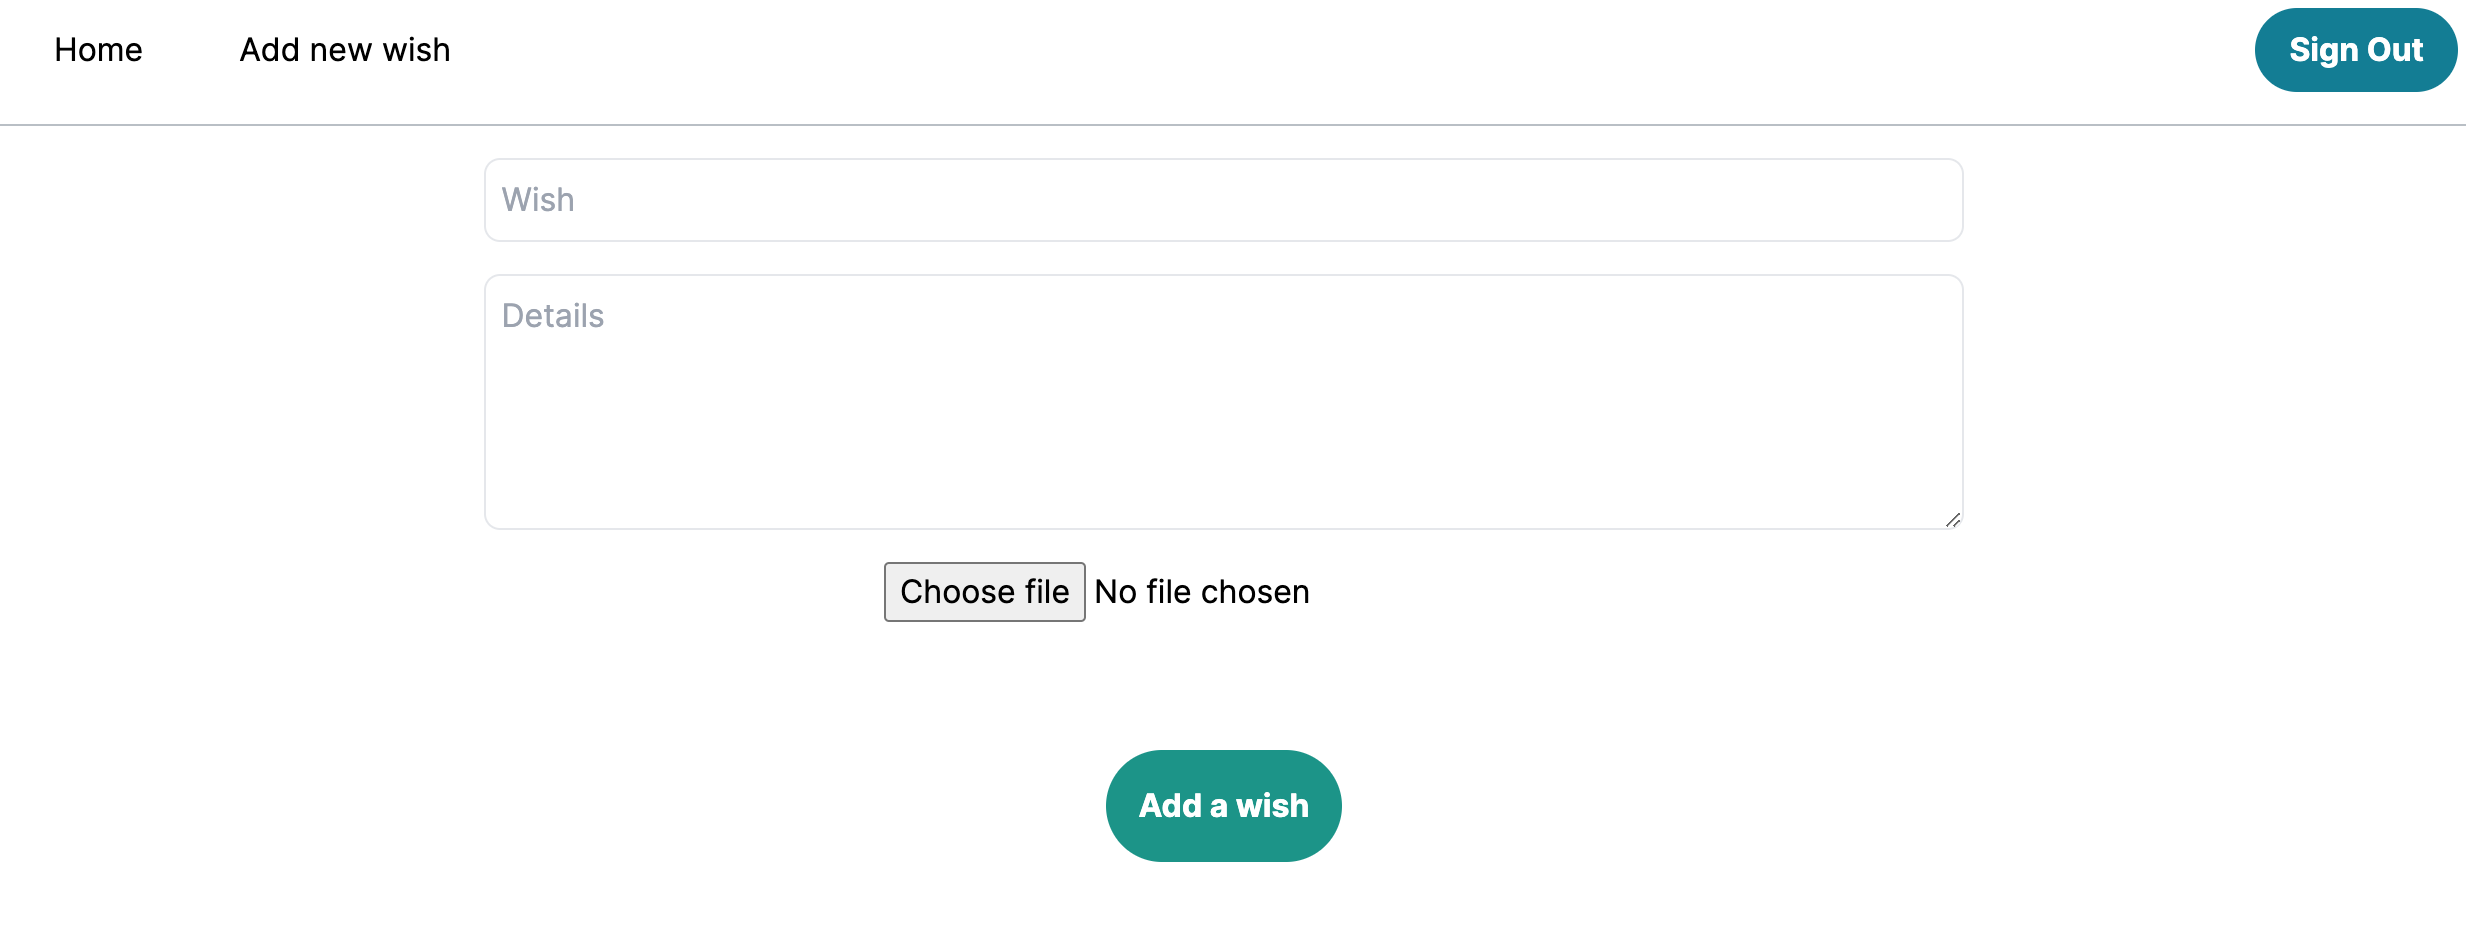 Home Add new wish Sign Out
Wish
Details
Choose file No file chosen
Add a wish